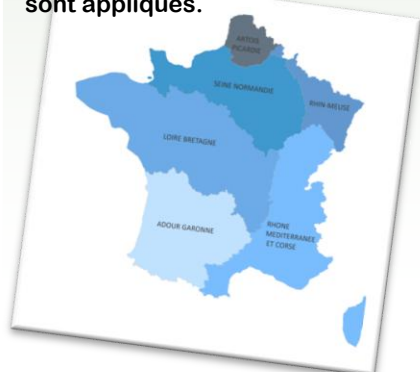 sont appliqués.
ARTOIS
PICARDIE
SEINE NORMANDIE
RHIN-MEUSE
LOIRE BRETAGNE
ADOUR GARONNE
RHONE
MEDITERRANEE
ET CORSE